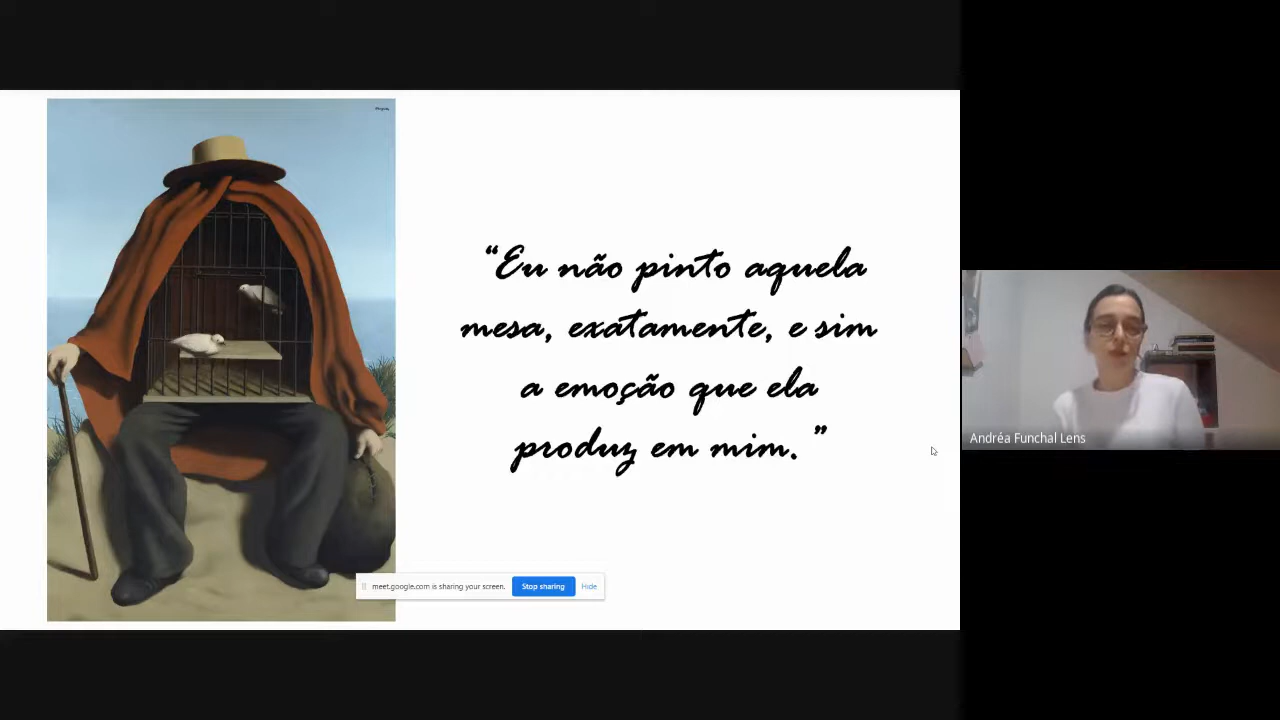 “Eu não pinto aquela
mesa, exatamente, e sim
a emoção que ela
produz em mim.”
meet.google.com is sharing your screen. Stop sharing Hide
Andréa Funchal Lens